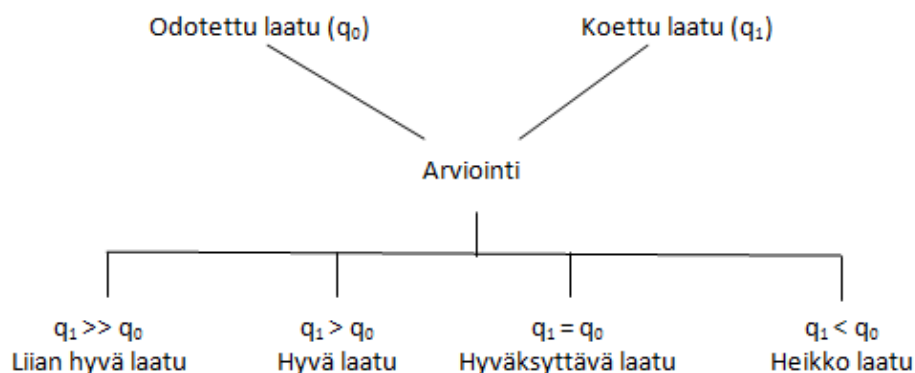 Odotettu laatu (q₀)
Koettu laatu (q₁)
Arviointi
q₁ >> q₀
Liian hyvä laatu
q₁ > q₀
Hyvä laatu
q₁ = q₀
Hyväksyttävä laatu
q₁ < q₀
Heikko laatu